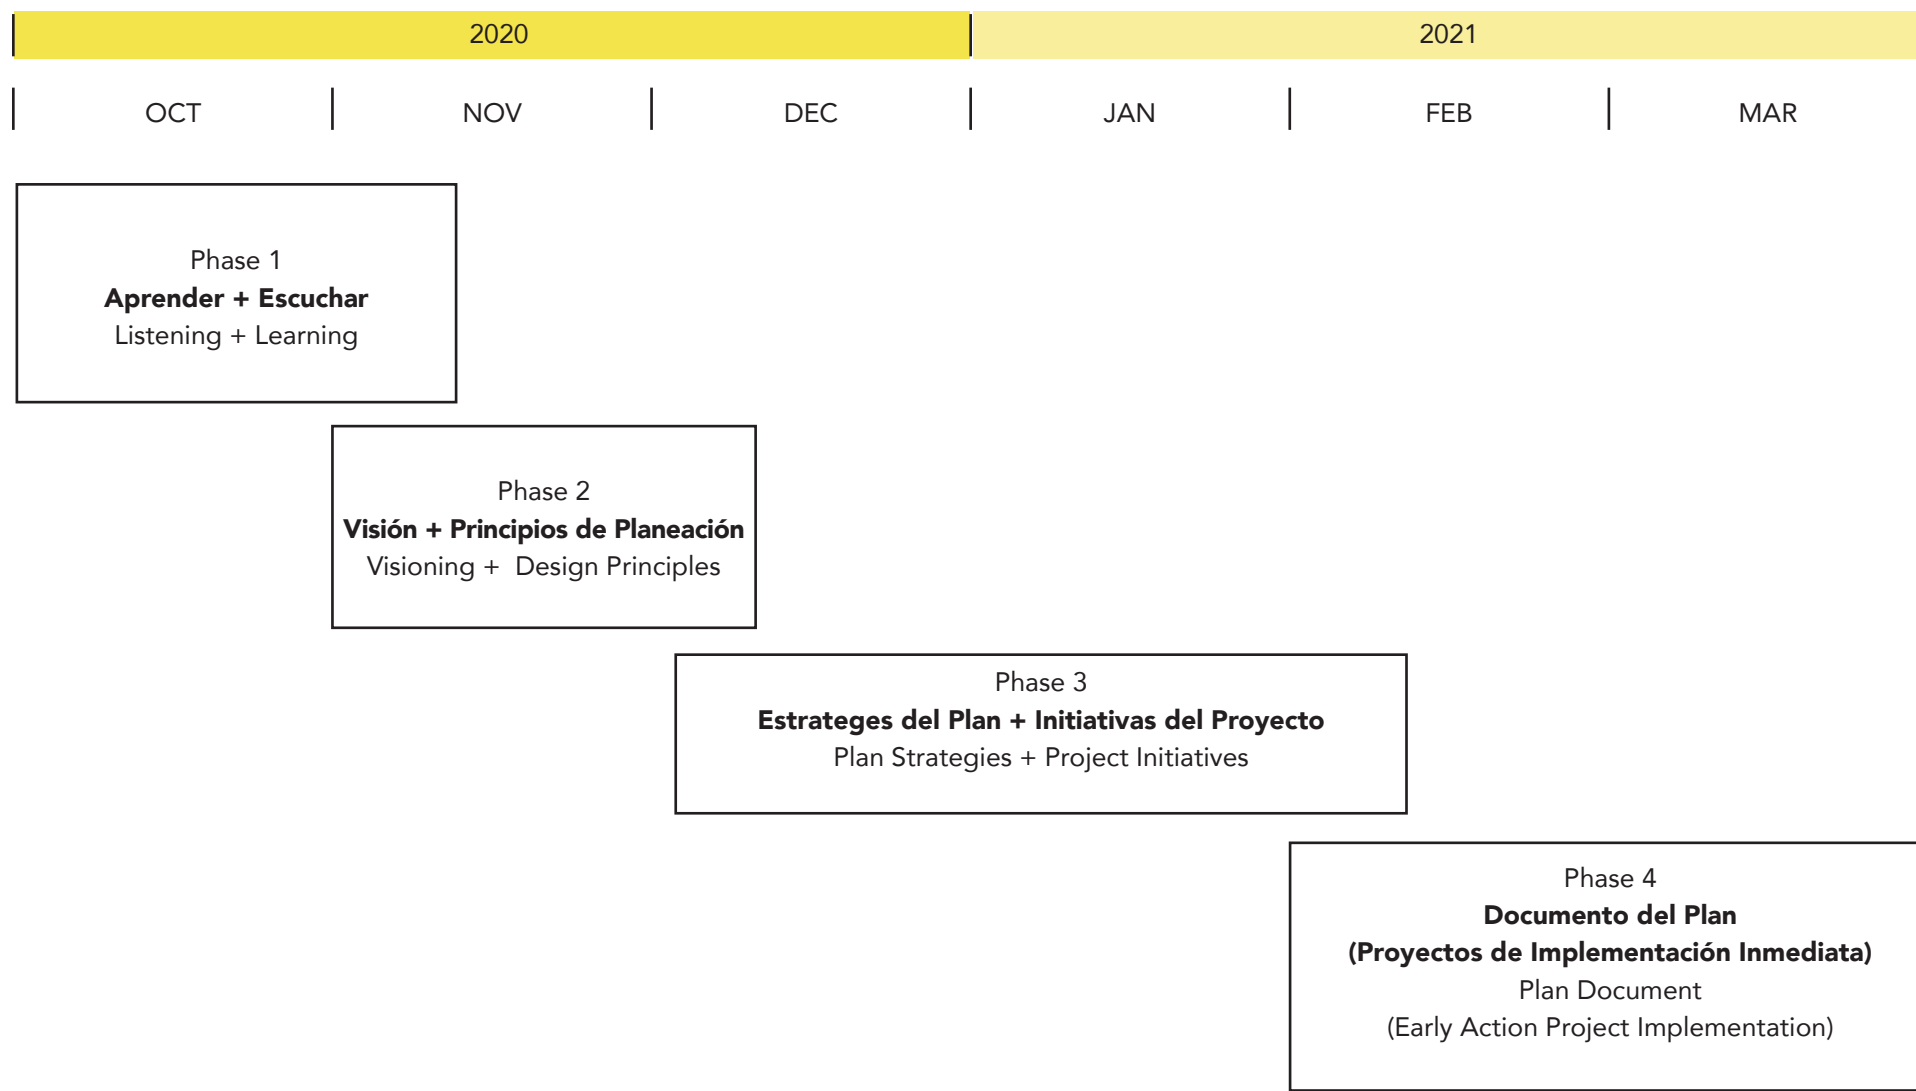 2020
2021
OCT
NOV
DEC
JAN
FEB
MAR
Phase 1
Aprender + Escuchar
Listening + Learning
Phase 2
Visión + Principios de Planeación
Visioning +  Design Principles
Phase 3
Estrateges del Plan + Initiativas del Proyecto
Plan Strategies + Project Initiatives
Phase 4
Documento del Plan
(Proyectos de Implementación Inmediata)
Plan Document
(Early Action Project Implementation)